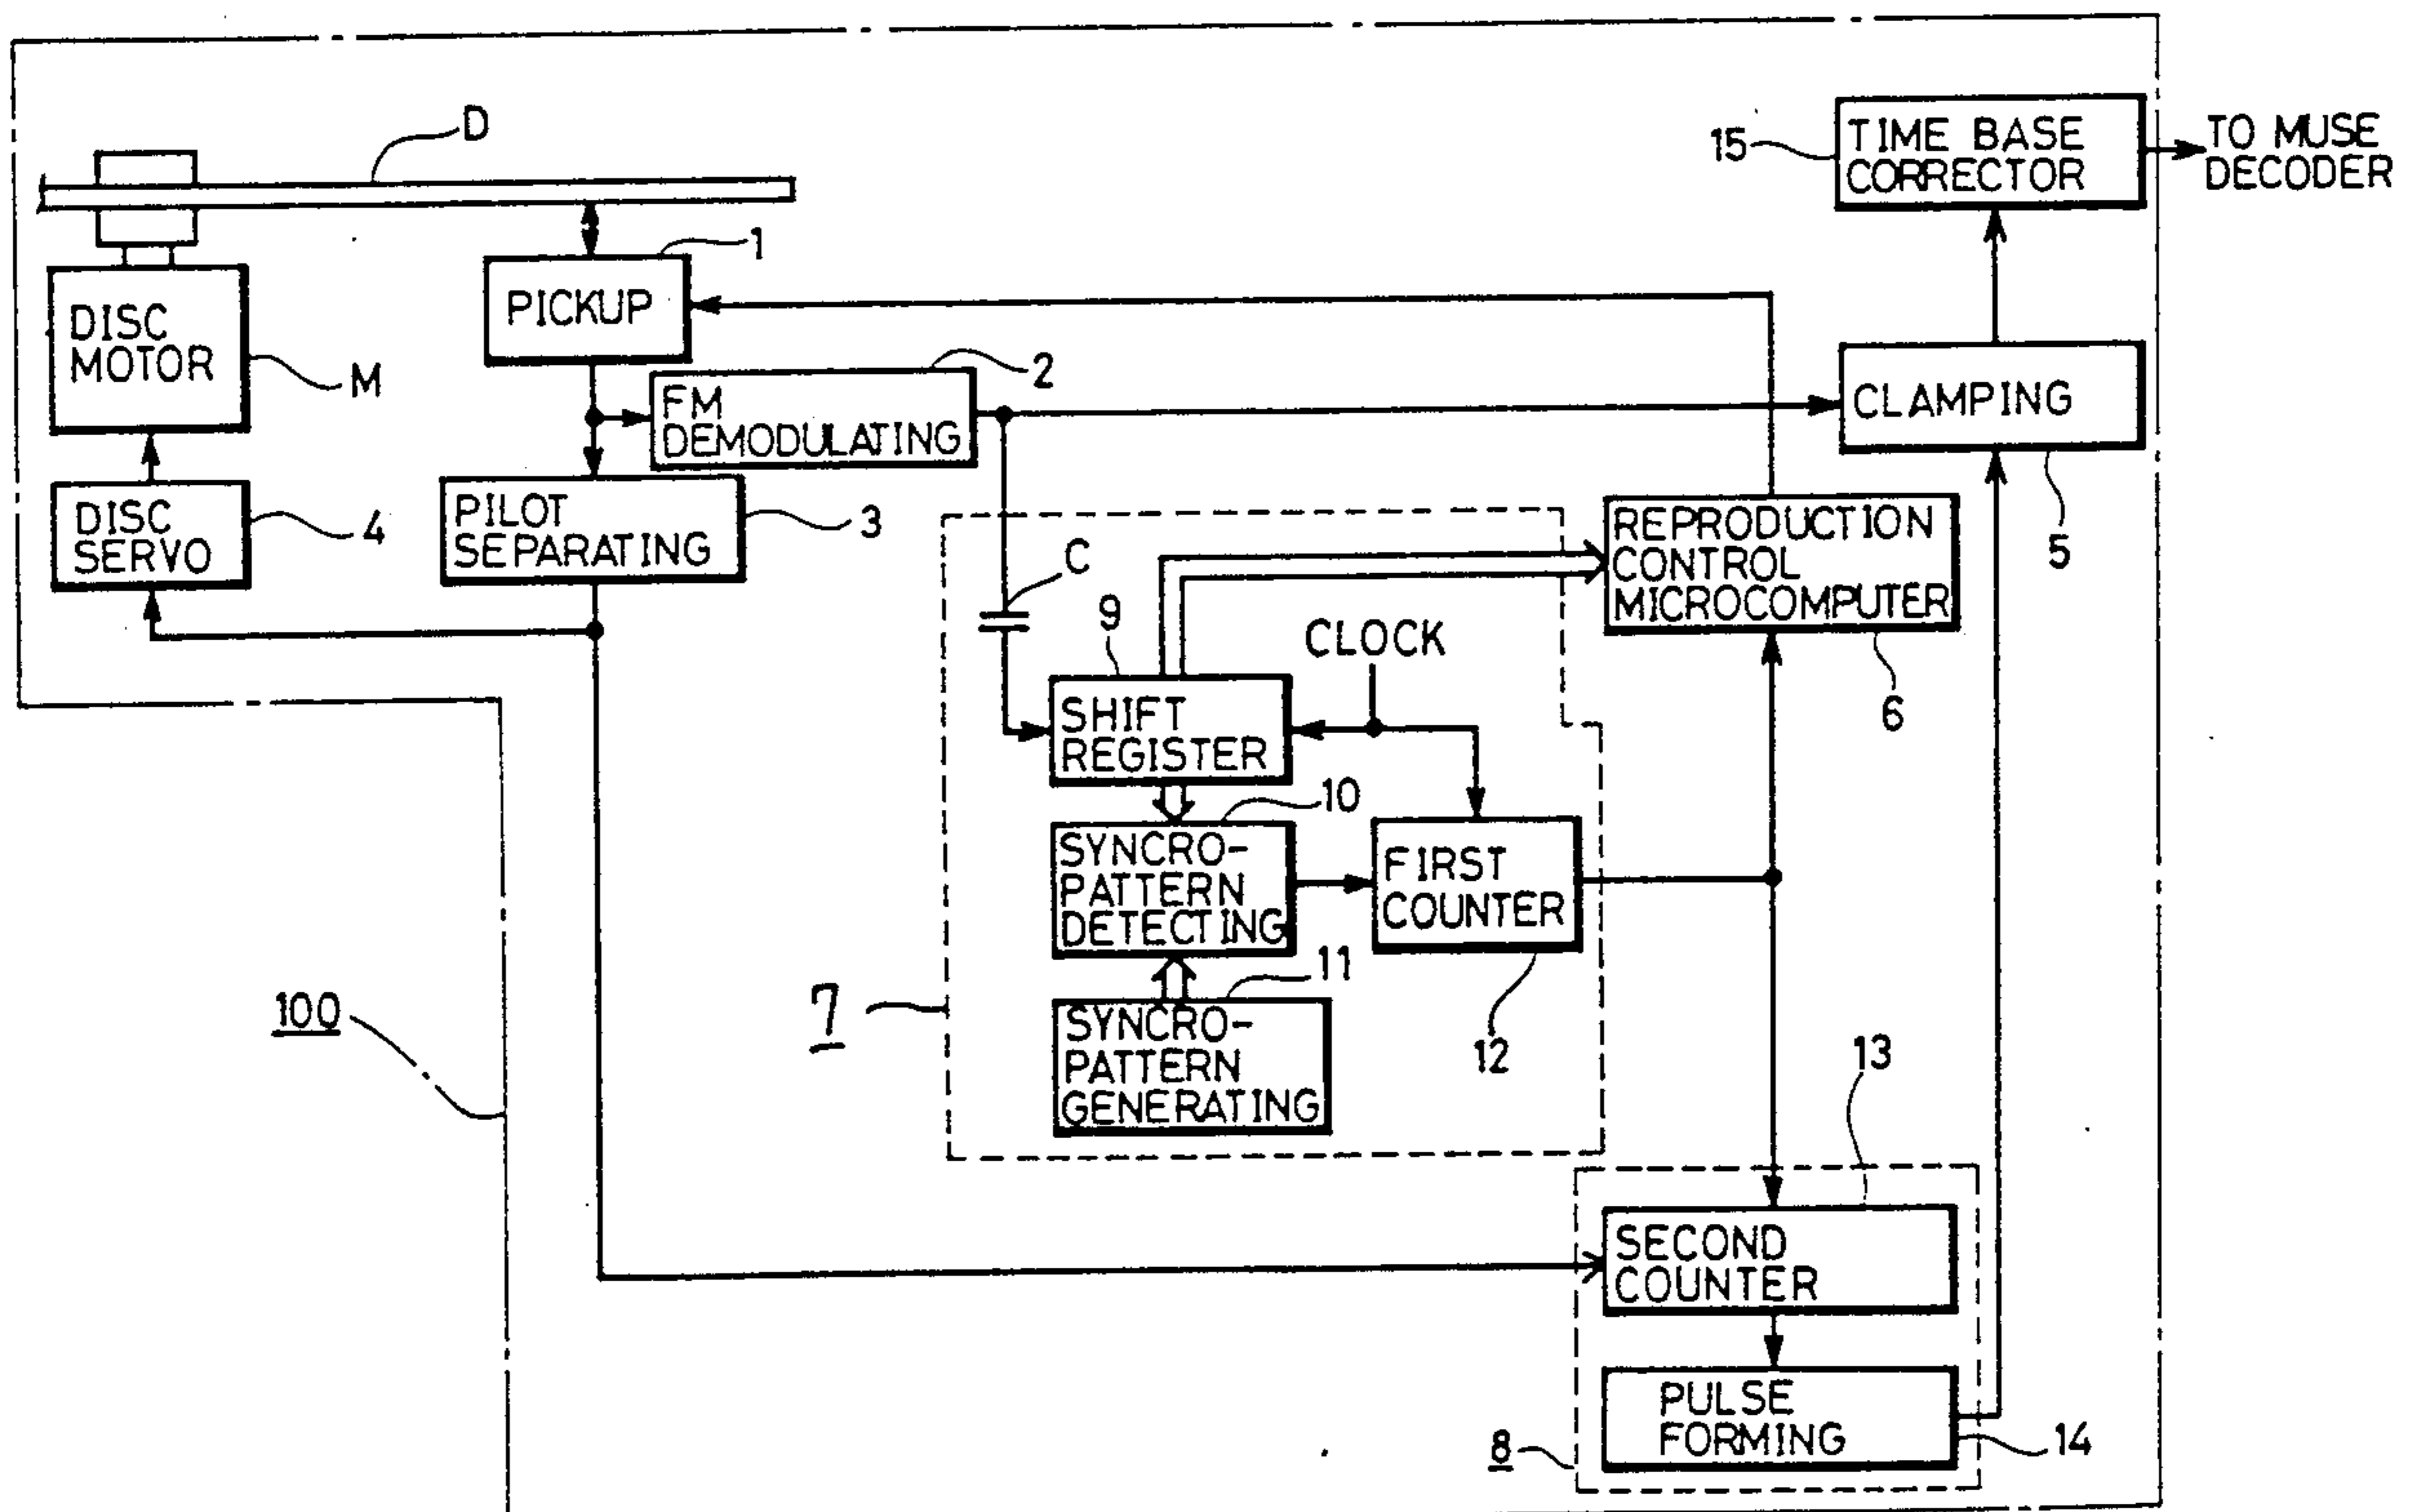 D
15
TIME BASE
CORRECTOR
TO MUSE
DECODER
1
PICKUP
DISC
MOTOR
M
2
FM
DEMODULATING
CLAMPING
5
DISC
SERVO
4
PILOT
SEPARATING
3
REPRODUCTION
CONTROL
MICROCOMPUTER
6
C
9
CLOCK
SHIFT
REGISTER
10
SYNCRO-
PATTERN
DETECTING
FIRST
COUNTER
12
11
SYNCRO-
PATTERN
GENERATING
7
100
13
SECOND
COUNTER
PULSE
FORMING
14
8